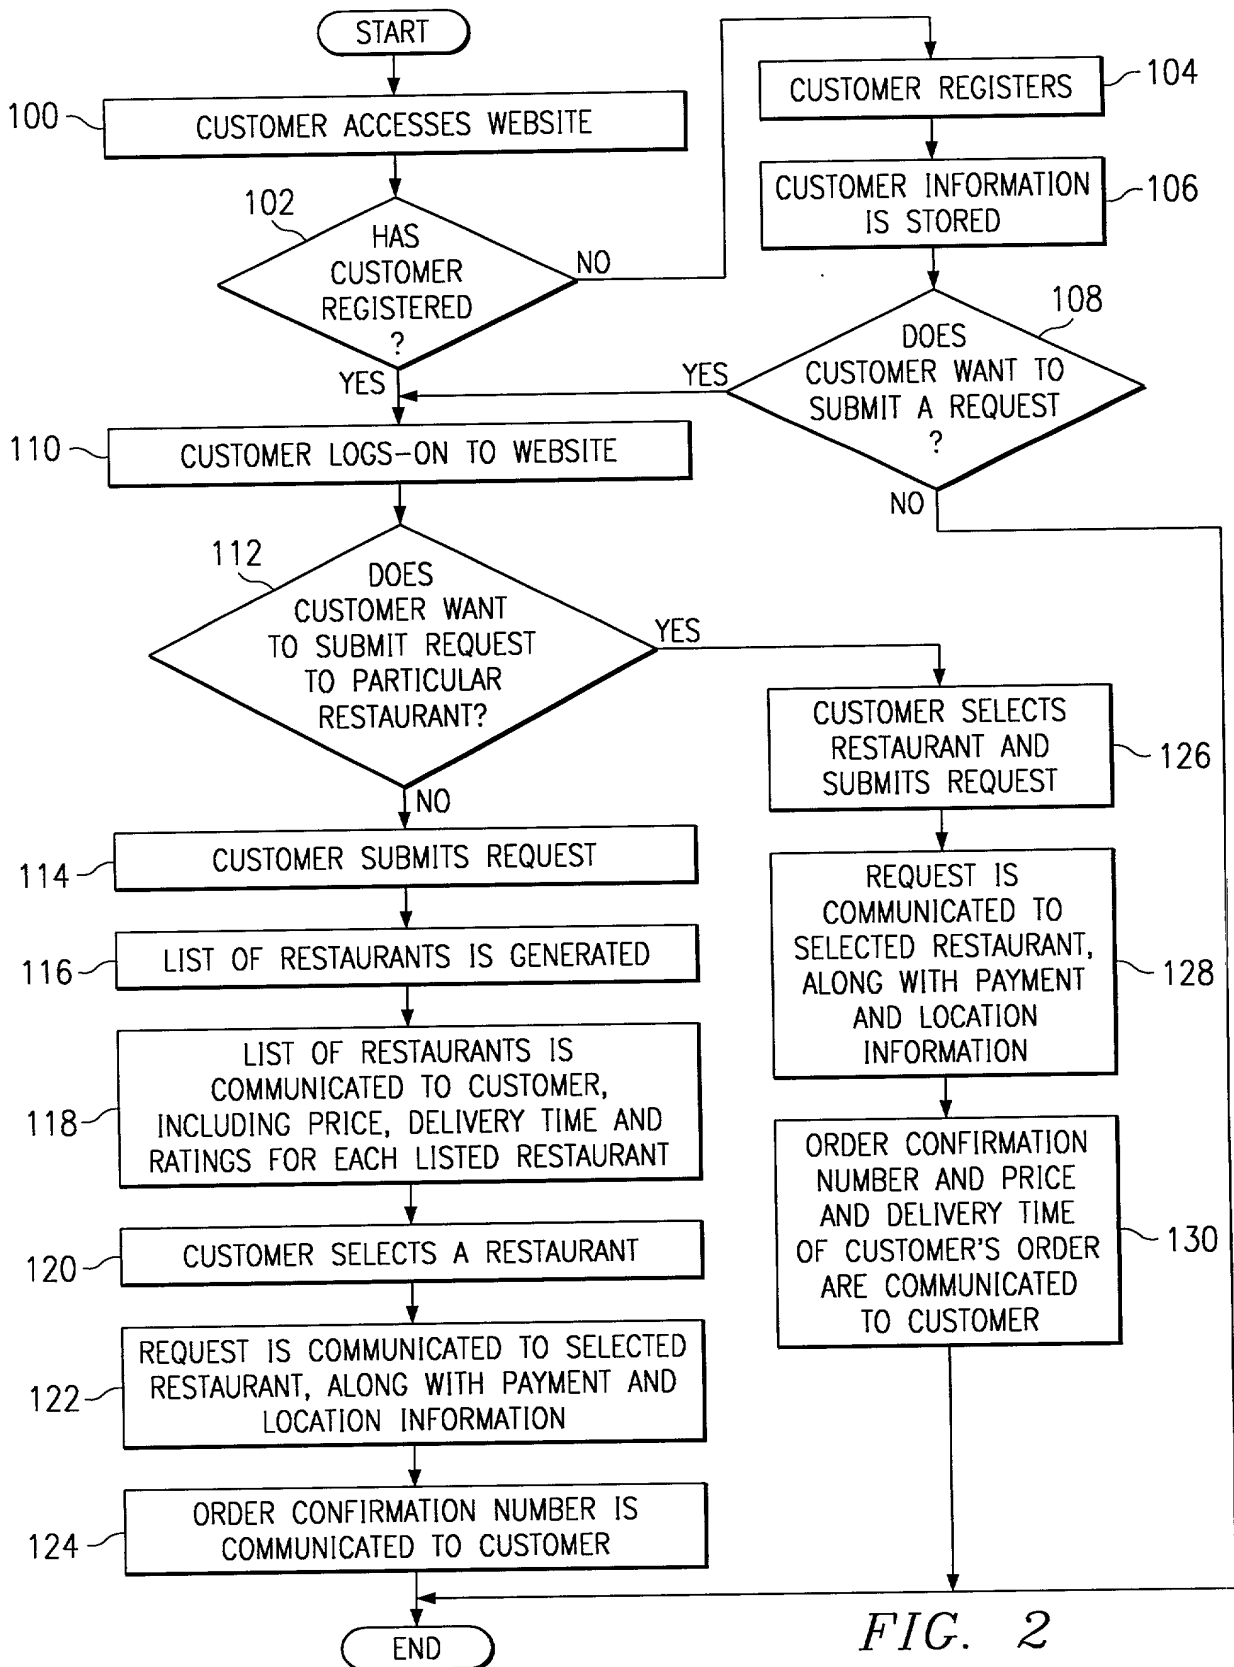 START
100
CUSTOMER ACCESSES WEBSITE
102
HAS
CUSTOMER
REGISTERED
?
NO
YES
CUSTOMER REGISTERS
104
CUSTOMER INFORMATION
IS STORED
106
108
DOES
CUSTOMER WANT TO
SUBMIT A REQUEST
?
YES
NO
110
CUSTOMER LOGS-ON TO WEBSITE
112
DOES
CUSTOMER WANT
TO SUBMIT REQUEST
TO PARTICULAR
RESTAURANT?
YES
NO
114
CUSTOMER SUBMITS REQUEST
116
LIST OF RESTAURANTS IS GENERATED
118
LIST OF RESTAURANTS IS
COMMUNICATED TO CUSTOMER,
INCLUDING PRICE, DELIVERY TIME AND
RATINGS FOR EACH LISTED RESTAURANT
120
CUSTOMER SELECTS A RESTAURANT
122
REQUEST IS COMMUNICATED TO SELECTED
RESTAURANT, ALONG WITH PAYMENT AND
LOCATION INFORMATION
124
ORDER CONFIRMATION NUMBER IS
COMMUNICATED TO CUSTOMER
CUSTOMER SELECTS
RESTAURANT AND
SUBMITS REQUEST
126
REQUEST IS
COMMUNICATED TO
SELECTED RESTAURANT,
ALONG WITH PAYMENT
AND LOCATION
INFORMATION
128
ORDER CONFIRMATION
NUMBER AND PRICE
AND DELIVERY TIME
OF CUSTOMER'S ORDER
ARE COMMUNICATED
TO CUSTOMER
130
END
FIG. 2